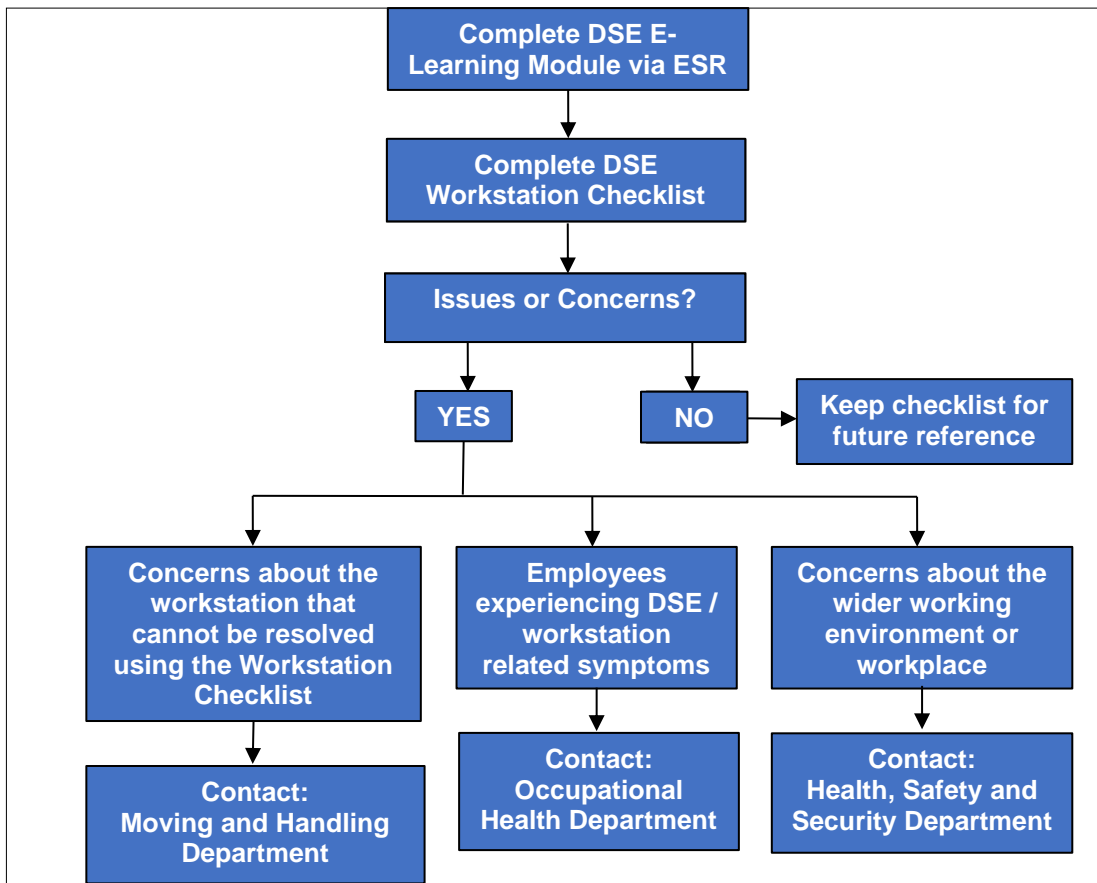 Complete DSE E-
Learning Module via ESR
Complete DSE
Workstation Checklist
Issues or Concerns?
YES
NO
Keep checklist for
future reference
Concerns about the
workstation that
cannot be resolved
using the Workstation
Checklist
Employees
experiencing DSE /
workstation
related symptoms
Concerns about the
wider working
environment or
workplace
Contact:
Moving and Handling
Department
Contact:
Occupational
Health Department
Contact:
Health, Safety and
Security Department